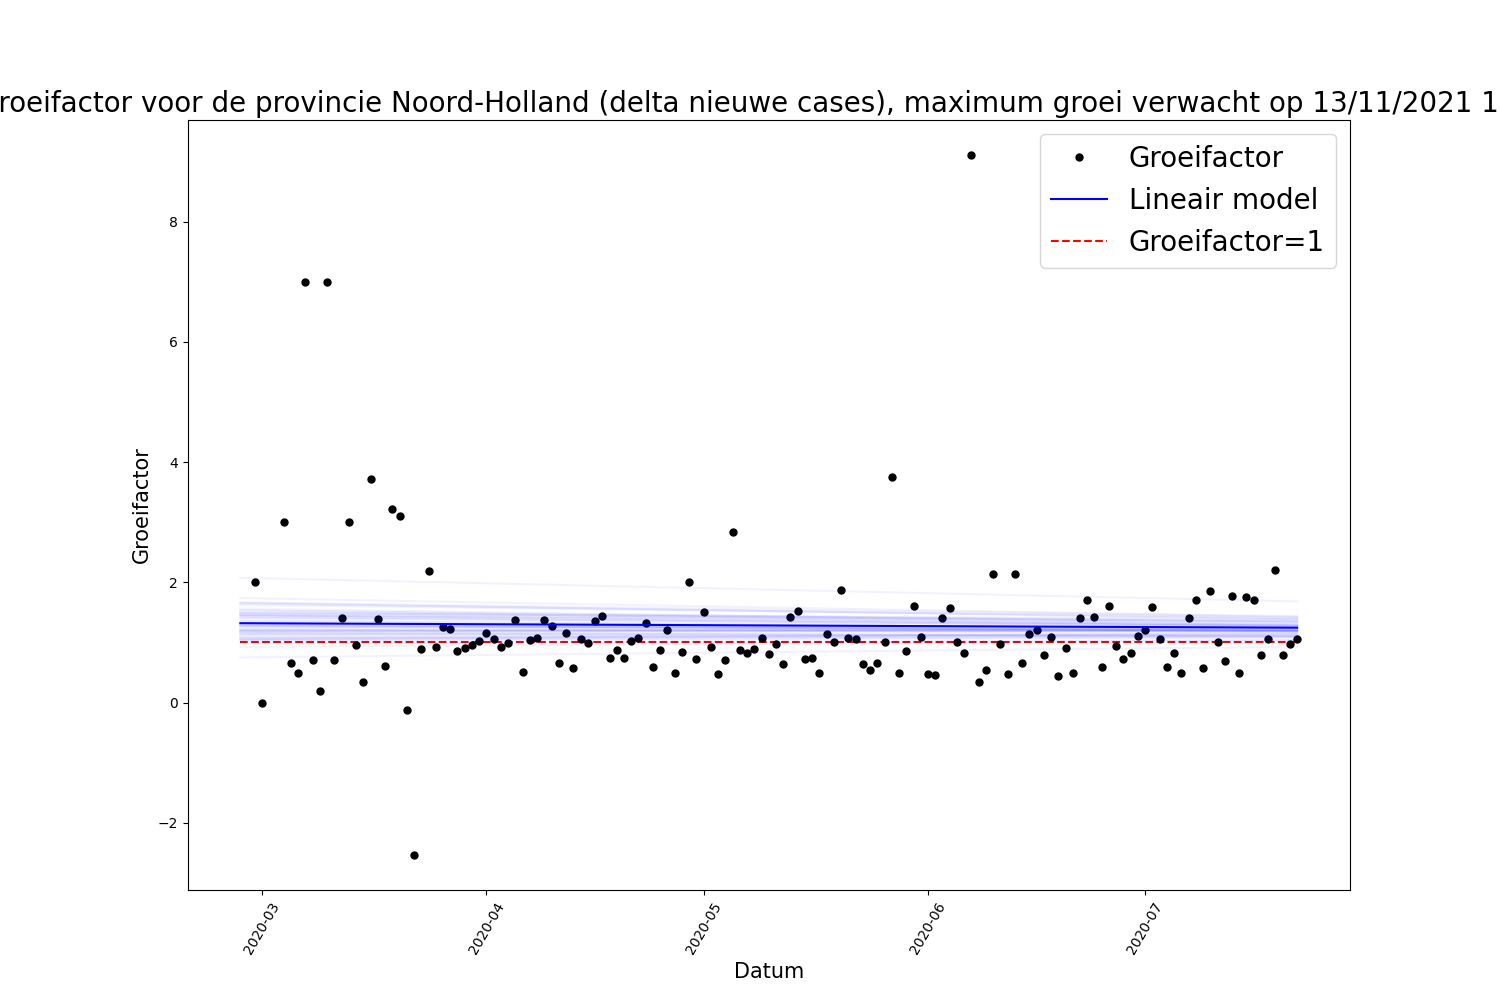 roeifactor voor de provincie Noord-Holland (delta nieuwe cases), maximum groei verwacht op 13/11/2021 1
Groeifactor
Lineair model
Groeifactor=1
8
6
4
2
0
−2
Groeifactor
2020-03
2020-04
2020-05
2020-06
2020-07
Datum